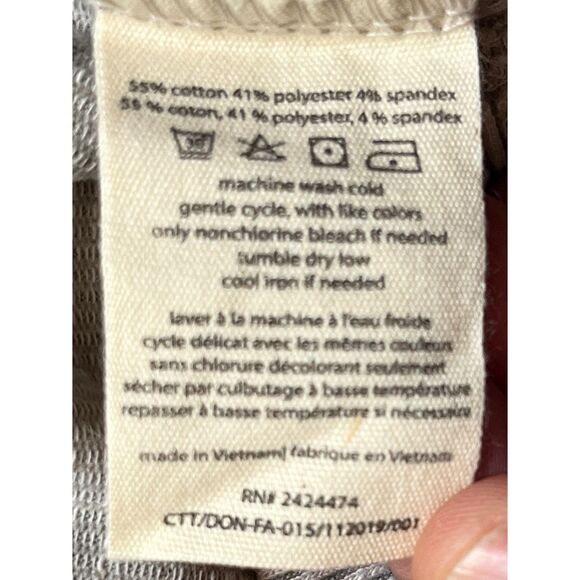 55% cotton 41% polyester 4% spandex
55 % coton, 41 % polyester, 4 % spandex
30
machine wash cold
gentle cycle, with like colors
only nonchlorine bleach if needed
tumble dry low
cool iron if needed
laver à la machine à l'eau froide
cycle délicat avec les mêmes couleurs
sans chlorure décolorant seulement
sécher par culbutage à basse température
repasser à basse température si nécessaire
made in Vietnam| fabrique en Vietnam
RN# 2424474
CTT/DON-FA-015/112019/001